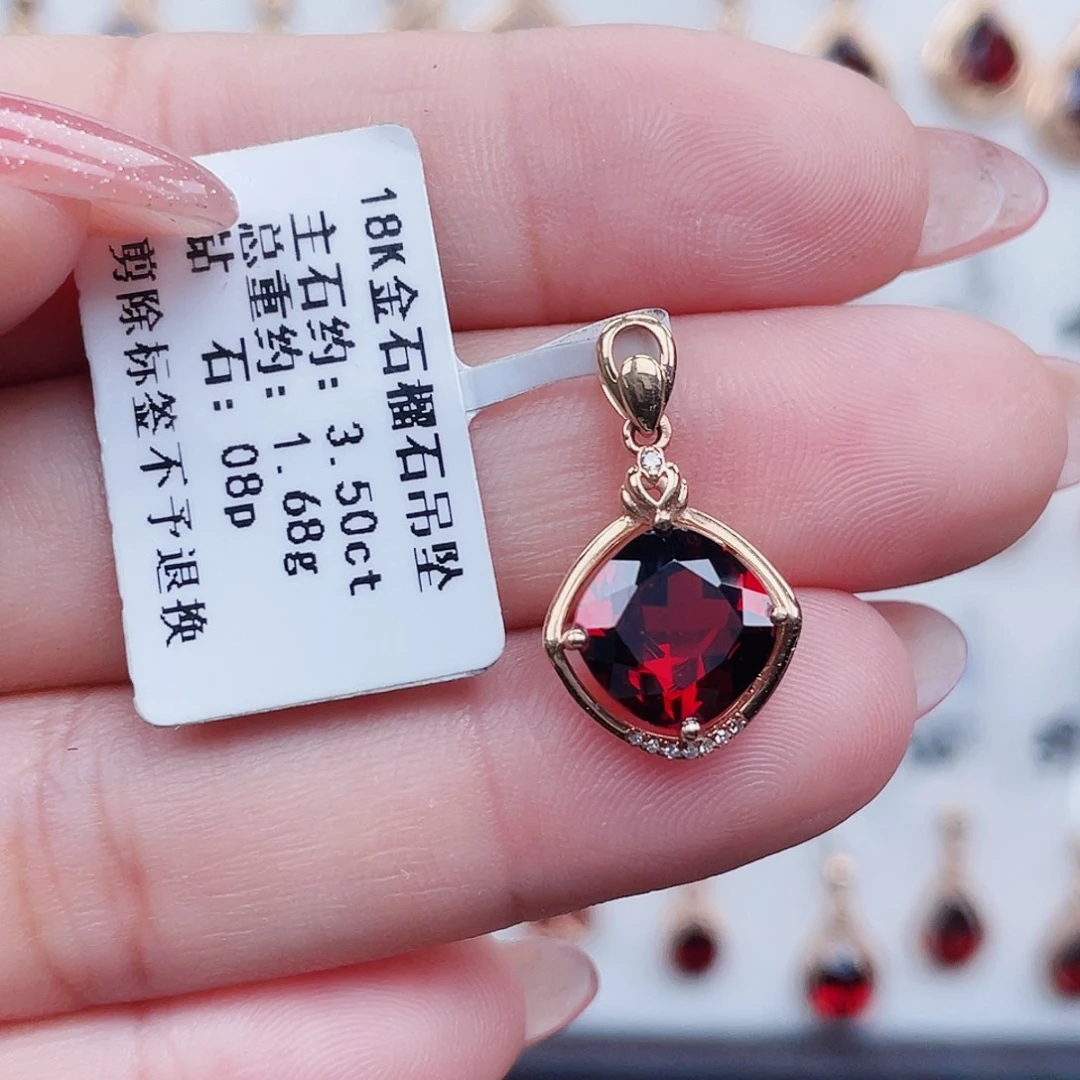 18K金石榴石吊坠
主石约: 3.50ct
总重约: 1.68g
钻 石: 08p
剪除标签不予退换